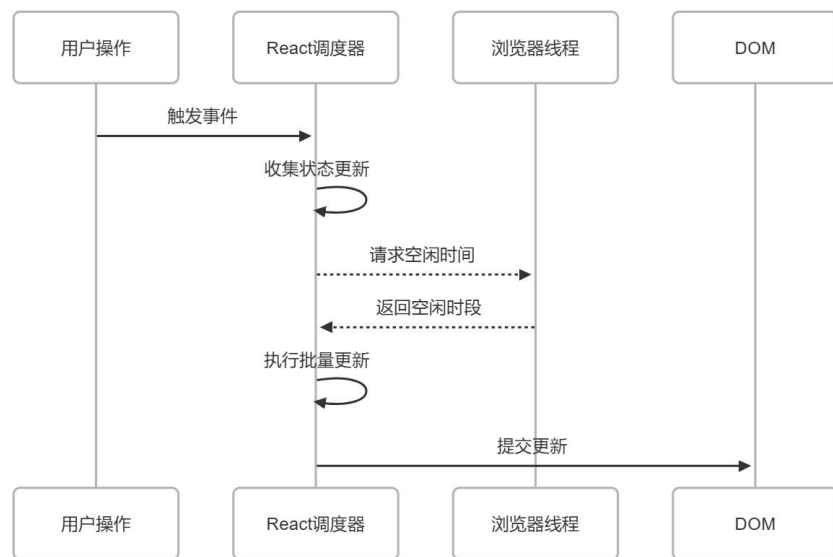 用户操作
React调度器
浏览器线程
DOM
触发事件
收集状态更新
请求空闲时间
返回空闲时段
执行批量更新
提交更新
用户操作
React调度器
浏览器线程
DOM